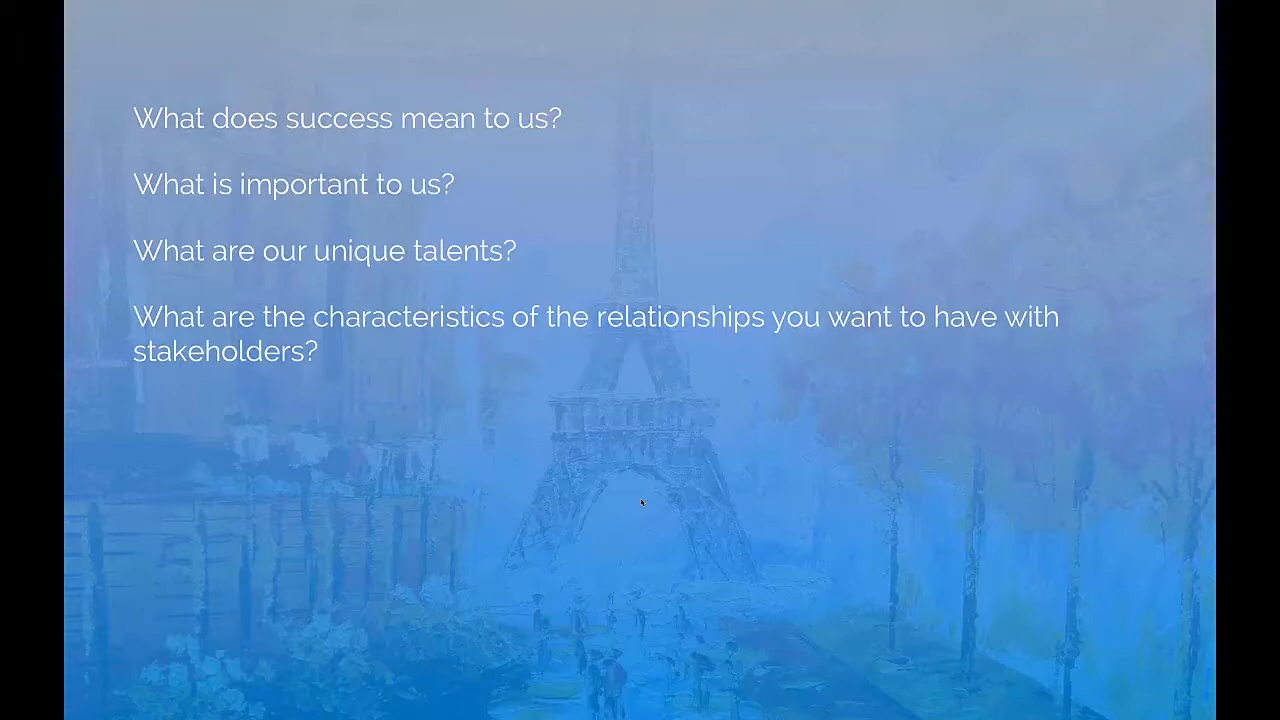 What does success mean to us?
What is important to us?
What are our unique talents?
What are the characteristics of the relationships you want to have with
stakeholders?